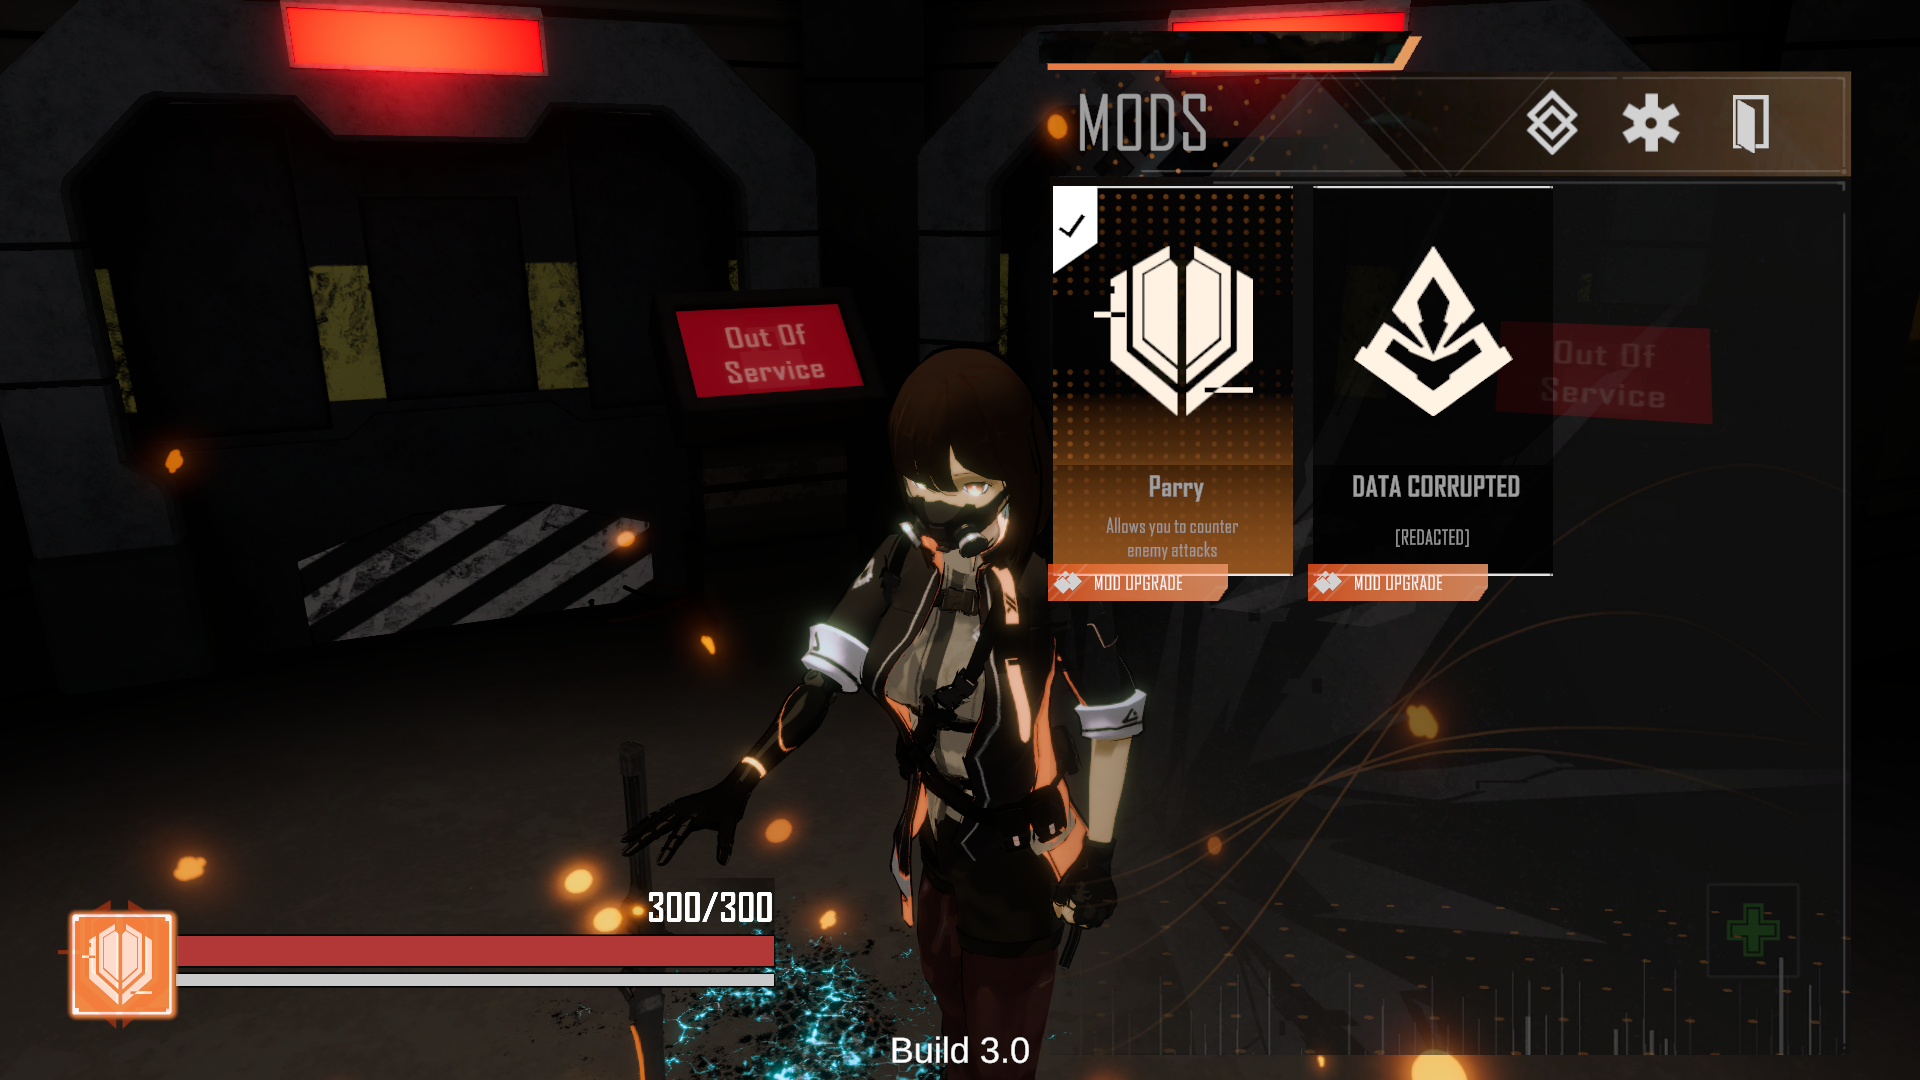 MODS
Out Of
Service
Out Of
Service
Parry
Allows you to counter
enemy attacks
MOD UPGRADE
DATA CORRUPTED
[REDACTED]
MOD UPGRADE
300/300
Build 3.0